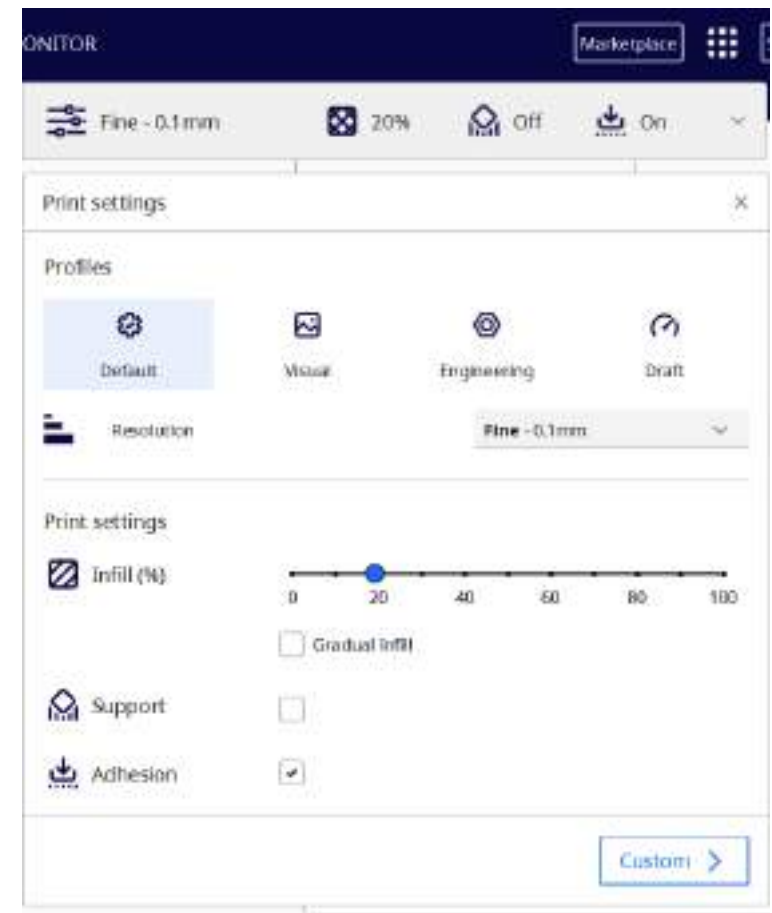 ONITOR Marketplace
Fine - 0.1mm 20% Off On
Print settings
Profiles
Default Visual Engineering Draft
Resolution Fine - 0.1mm
Print settings
Infill (%)
0 20 40 60 80 100
Gradual infill
Support
Adhesion
Custom